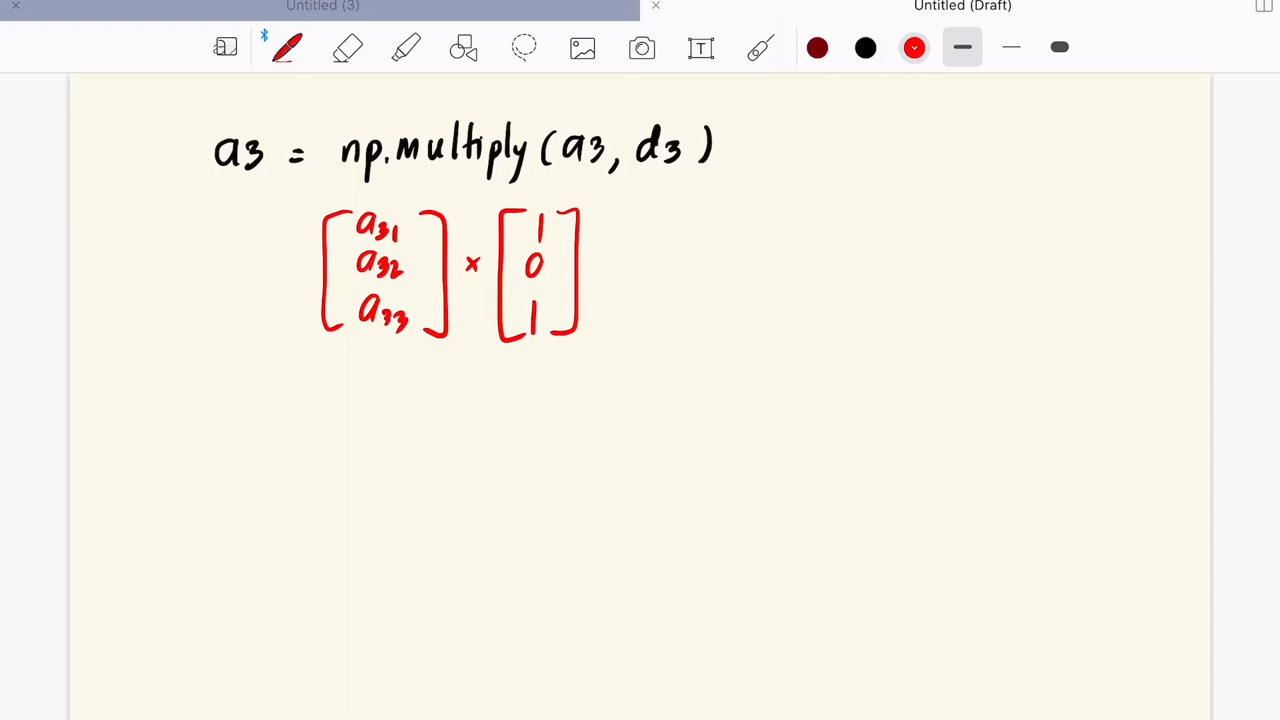 Untitled (3) Untitled (Draft)
T
a3 = np.multiply(a3, d3)
[a31 a32 a33] × [1 0 1]